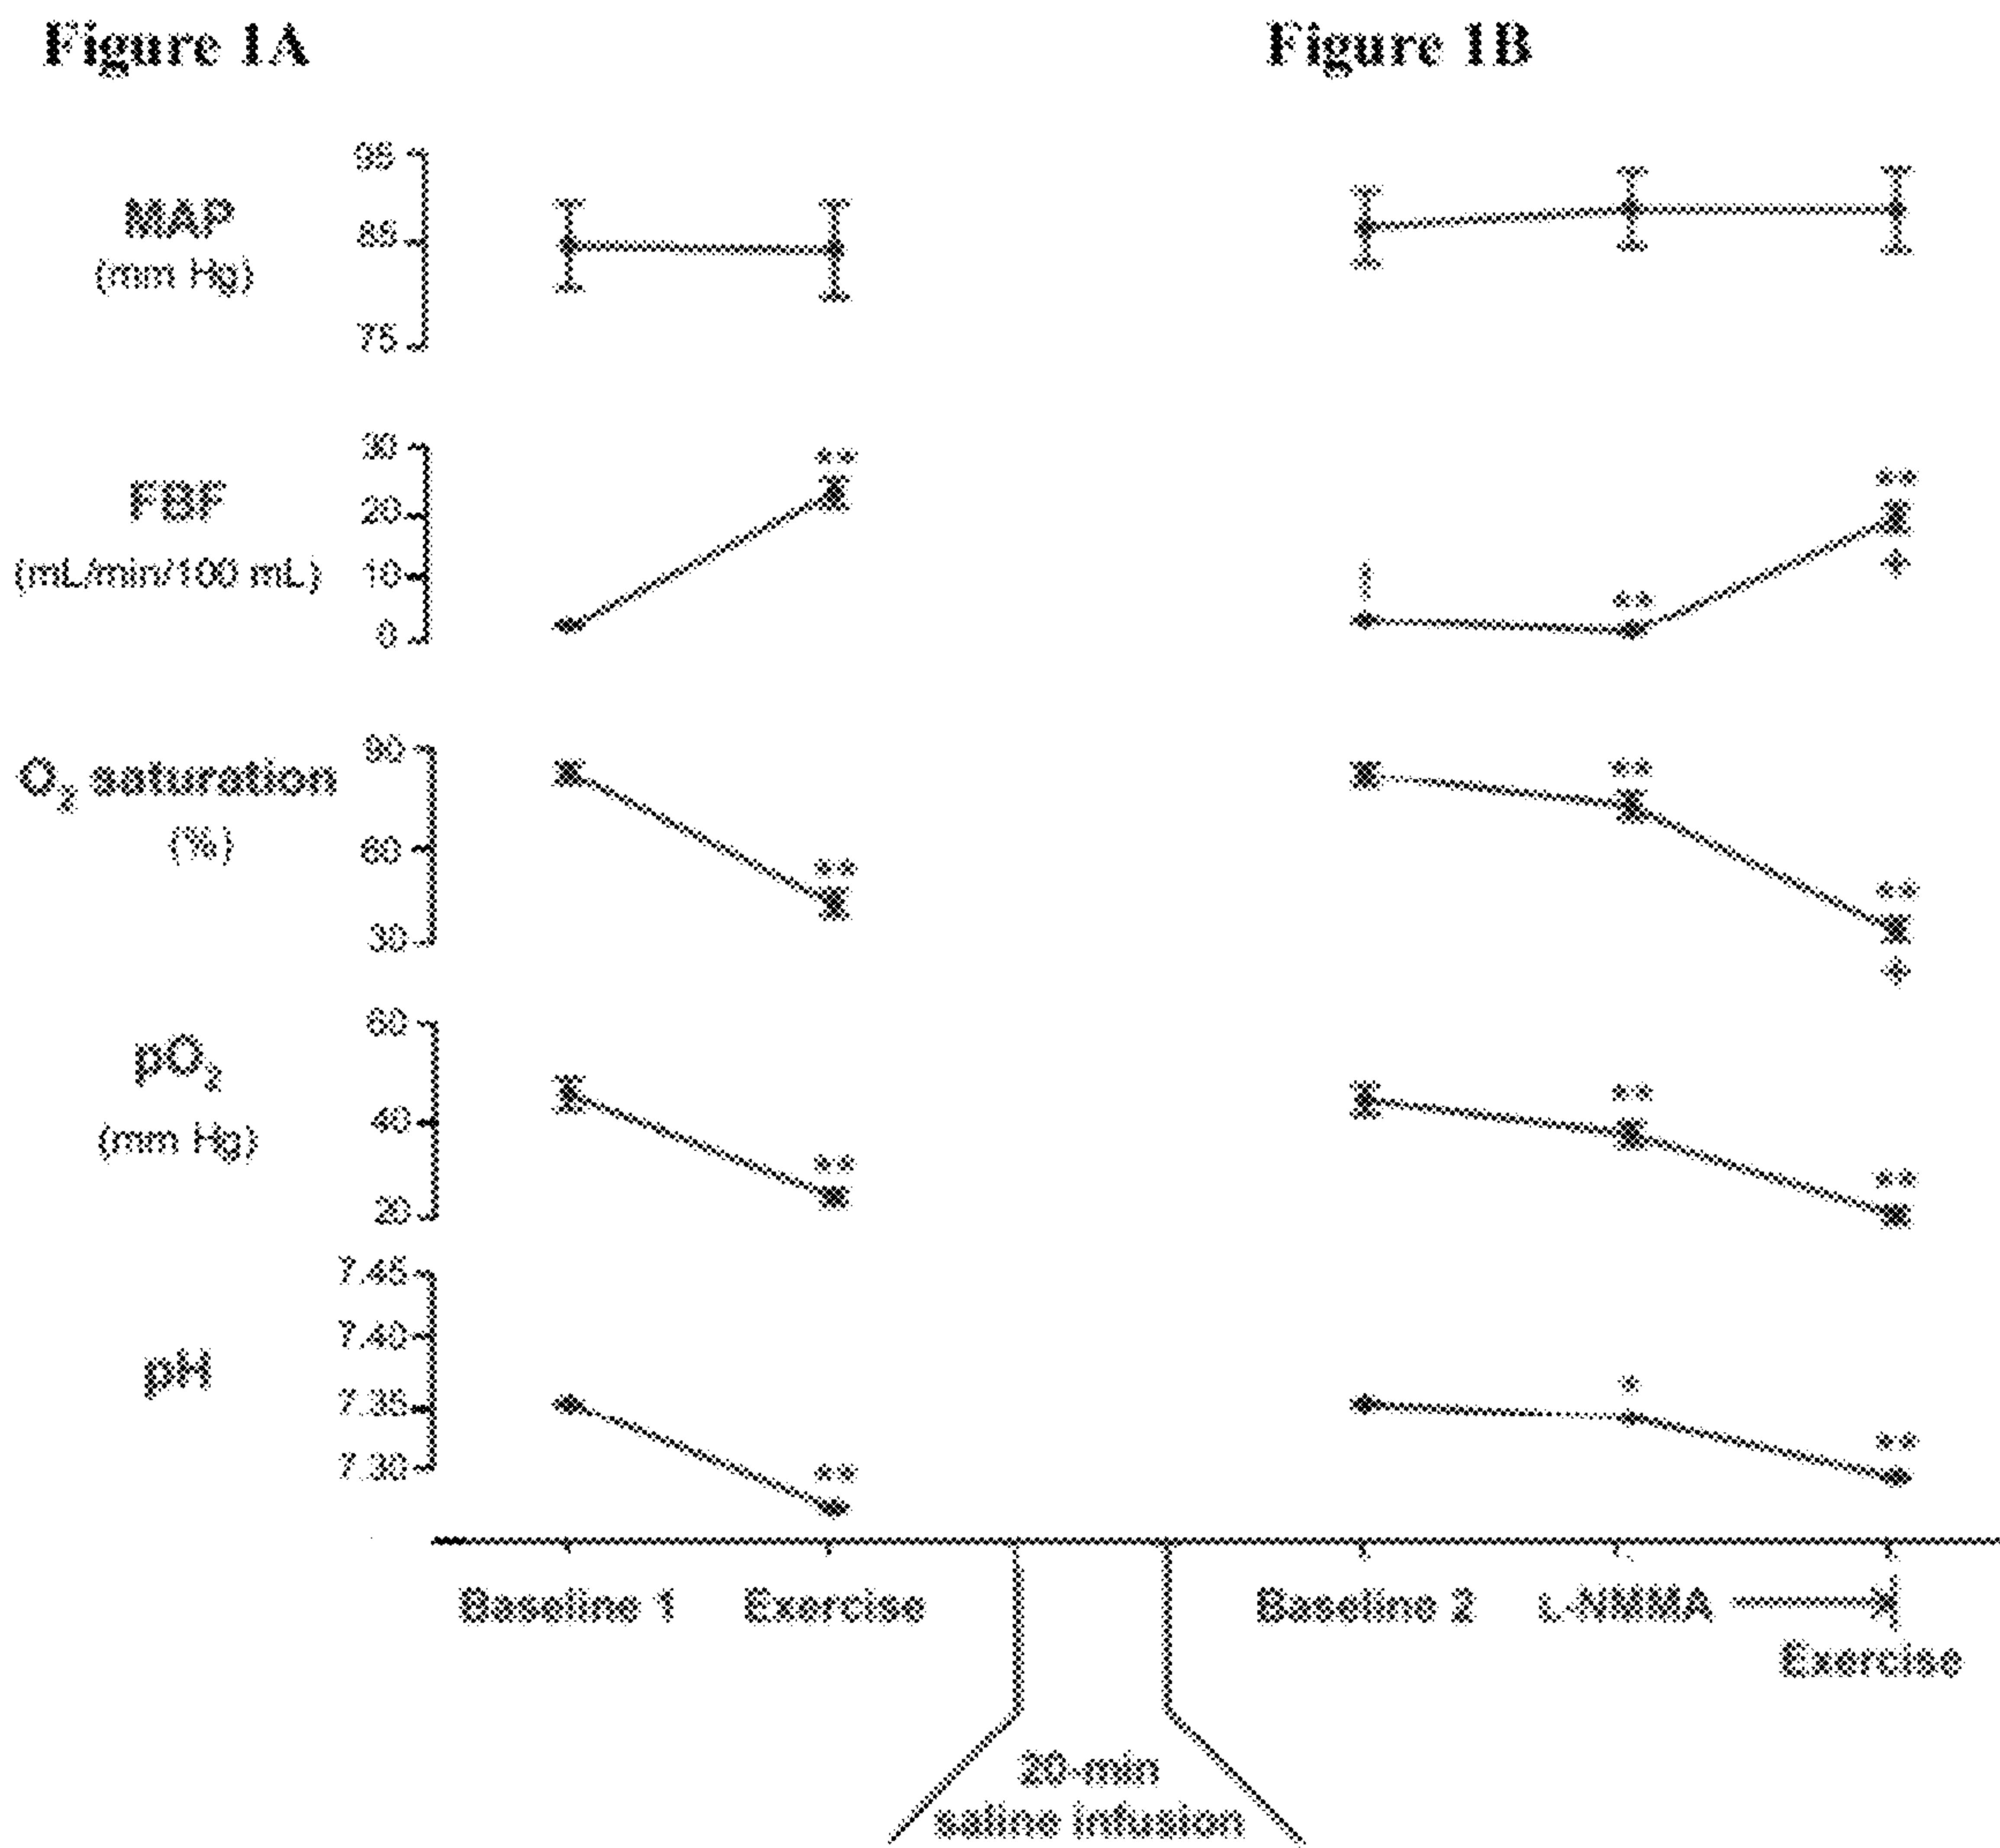 Figure 1A
Figure 1B
MAP
(mm Hg)
95
85
75
FBF
(mL/min/100 mL)
30
20
10
0
**
**
**
O₂ saturation
(%)
90
60
30
**
**
**
pO₂
(mm Hg)
60
40
20
**
**
**
pH
7.45
7.40
7.35
7.30
**
*
**
Baseline 1
Exercise
Baseline 2
L-NMMA
Exercise
20-min
saline infusion